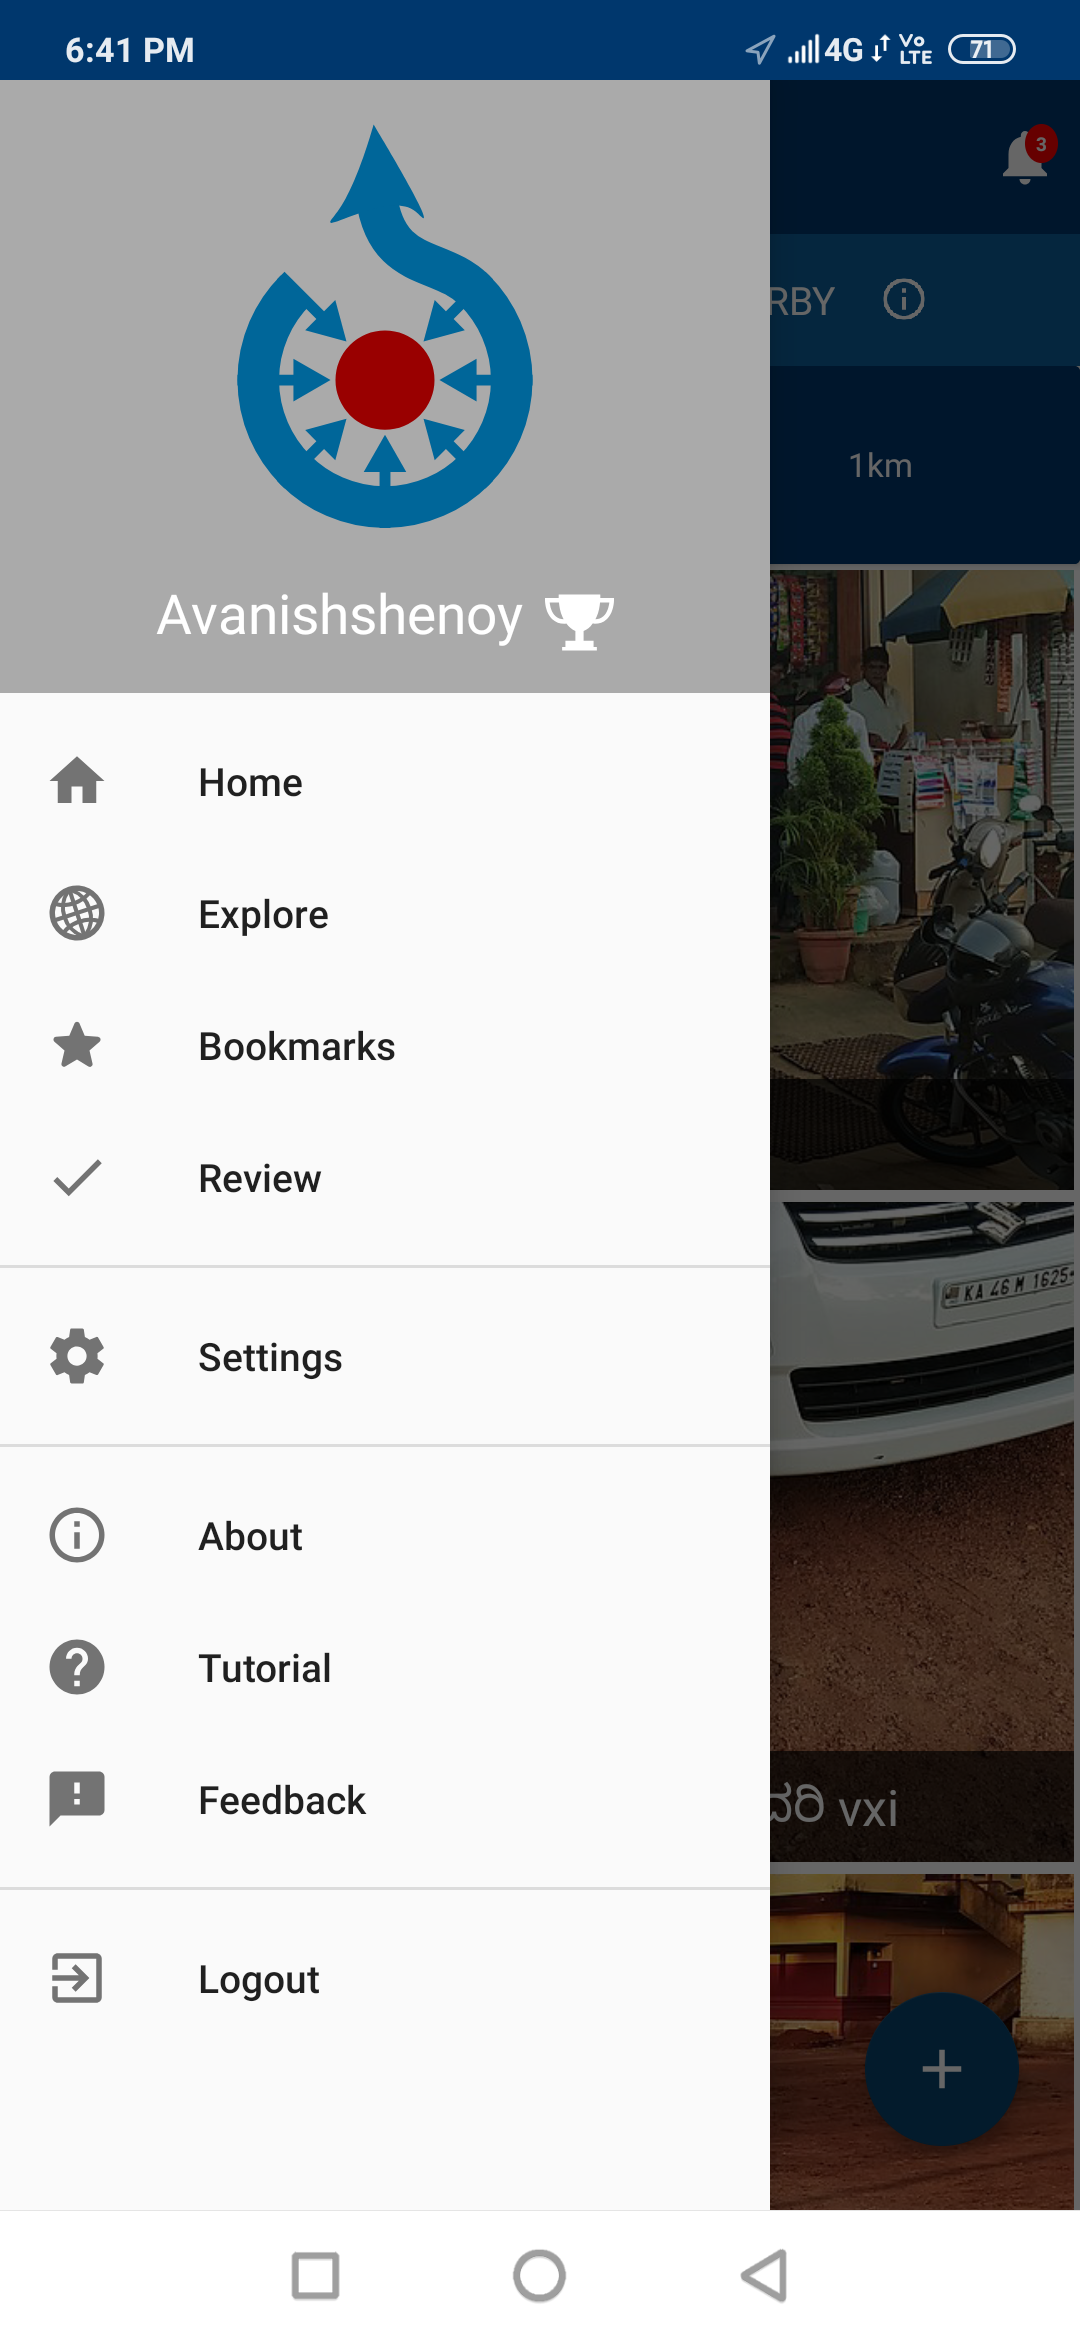 6:41 PM 4G Vo LTE 71
3
RBY
1km
Avanishshenoy
Home
Explore
Bookmarks
Review
KA 46 M 1625
Settings
About
Tutorial
Feedback
vxi
Logout